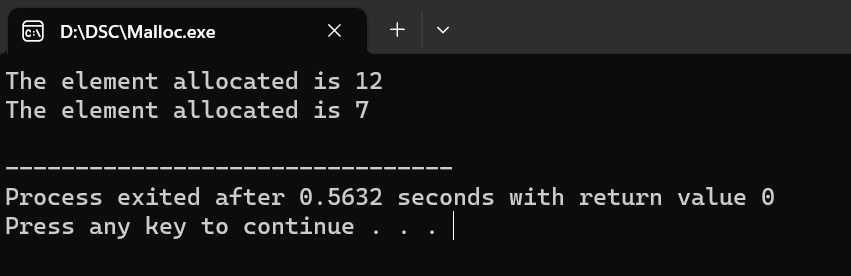 D:\DSC\Malloc.exe
The element allocated is 12
The element allocated is 7
--------------------------------
Process exited after 0.5632 seconds with return value 0
Press any key to continue . . .